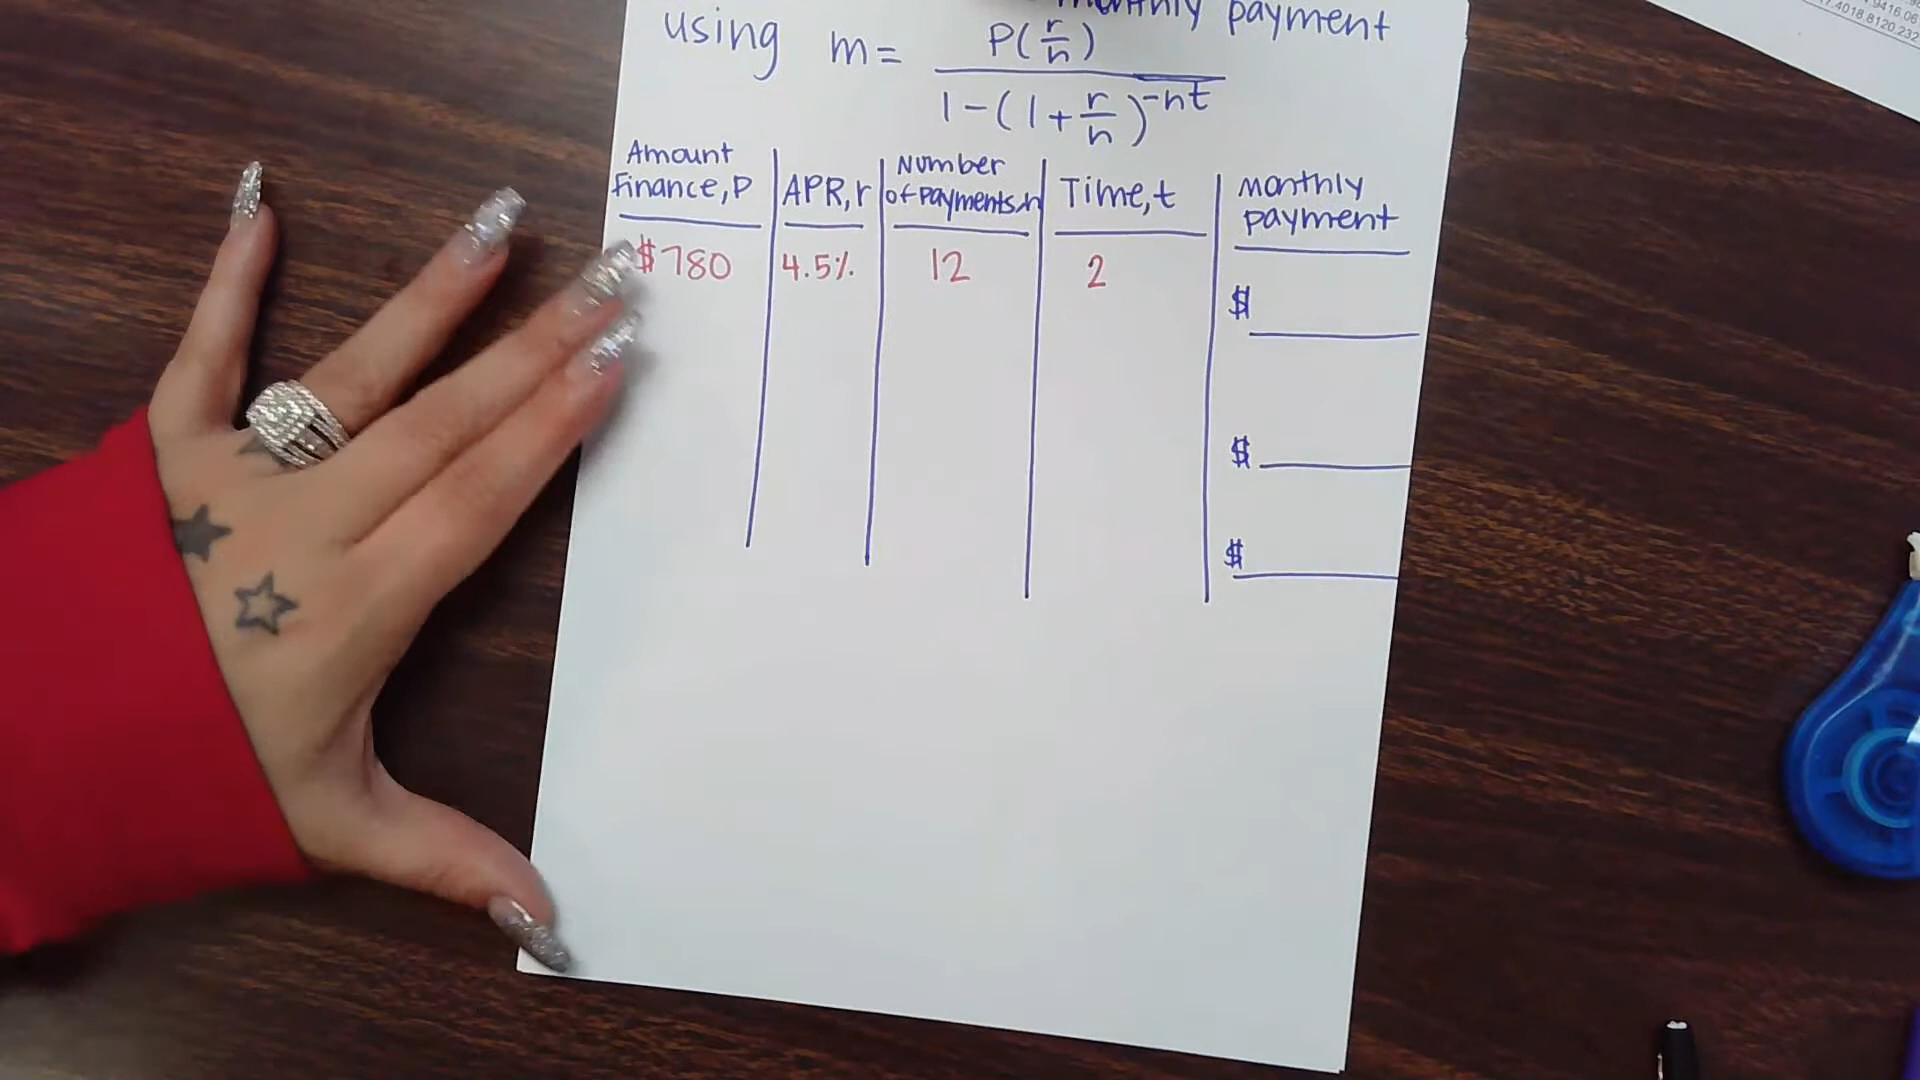 monthly payment
using m = P(r/n) / 1-(1+r/n)^-nt
Amount Finance, P | APR, r | Number of Payments, n | Time, t | Monthly payment
$780 | 4.5% | 12 | 2 | $
$
$